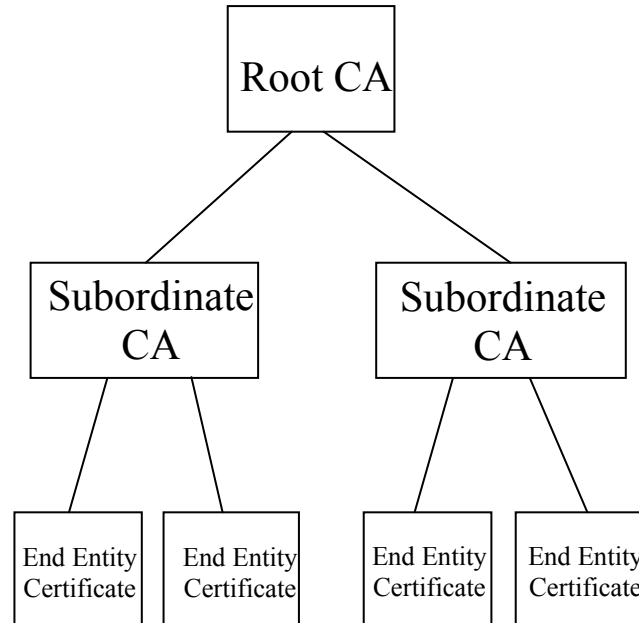 Root CA
Subordinate
CA
Subordinate
CA
End Entity
Certificate
End Entity
Certificate
End Entity
Certificate
End Entity
Certificate